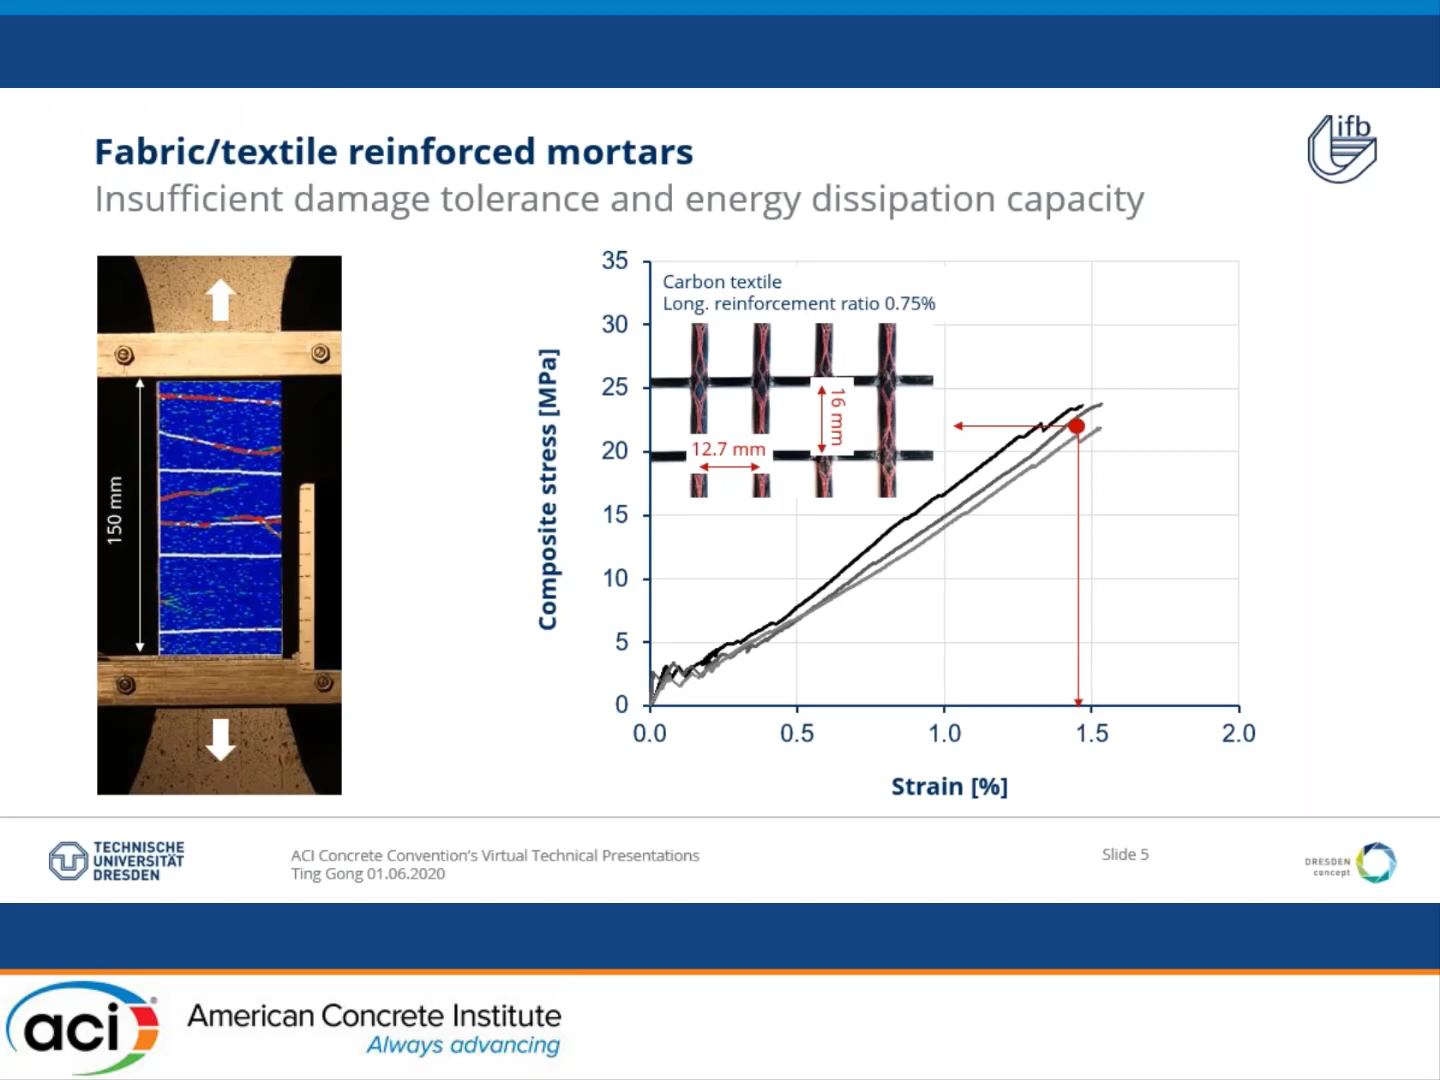 Fabric/textile reinforced mortars
Insufficient damage tolerance and energy dissipation capacity
ifb
150 mm
Composite stress [MPa]
35
30
25
20
15
10
5
0
Carbon textile
Long. reinforcement ratio 0.75%
16 mm
12.7 mm
0.0 0.5 1.0 1.5 2.0
Strain [%]
TECHNISCHE
UNIVERSITÄT
DRESDEN
ACI Concrete Convention's Virtual Technical Presentations
Ting Gong 01.06.2020
Slide 5
DRESDEN
concept
aci
American Concrete Institute
Always advancing